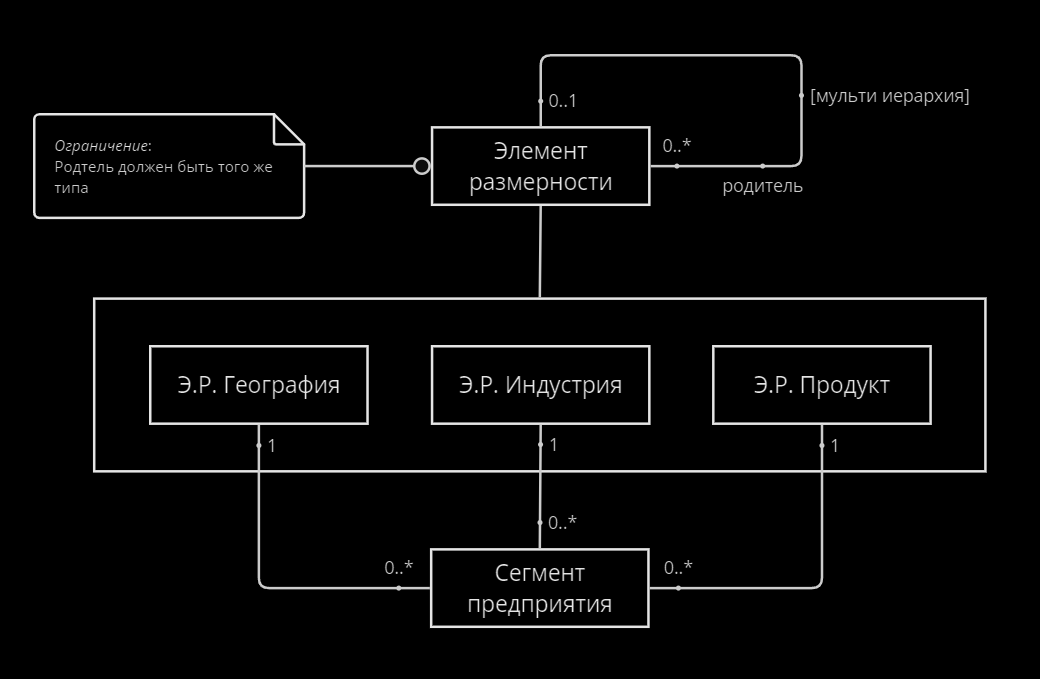 0..1
[мульти иерархия]
Ограничение:
Родтель должен быть того же
типа
Элемент
размерности
0..*
родитель
Э.Р. География
Э.Р. Индустрия
Э.Р. Продукт
1
1
1
0..*
0..*
0..*
Сегмент
предприятия